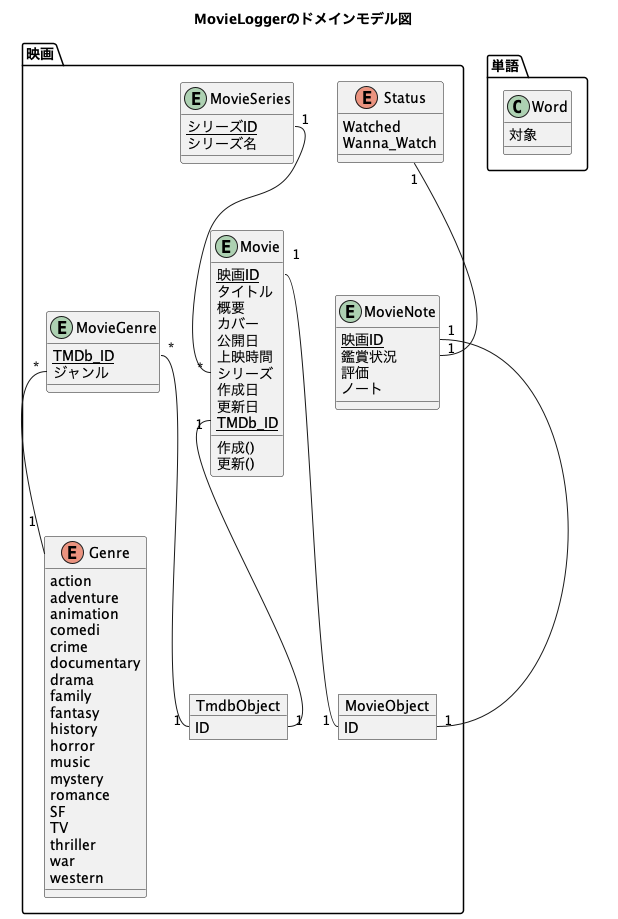 MovieLoggerのドメインモデル図
映画
単語
E MovieSeries
シリーズID
シリーズ名
1
E Status
Watched
Wanna_Watch
1
C Word
対象
E Movie
映画ID
タイトル
概要
カバー
公開日
上映時間
シリーズ
作成日
更新日
TMDb_ID
作成()
更新()
1
*
1
E MovieNote
映画ID
鑑賞状況
評価
ノート
1
1
E MovieGenre
TMDb_ID
ジャンル
*
*
1
E Genre
action
adventure
animation
comedi
crime
documentary
drama
family
fantasy
history
horror
music
mystery
romance
SF
TV
thriller
war
western
TmdbObject
1
ID
1
MovieObject
1
ID
1